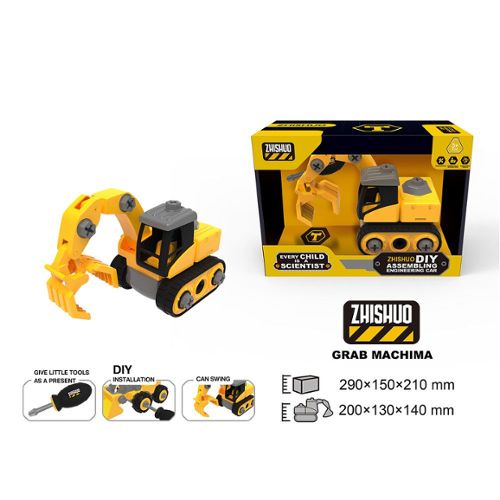 ZHISHUO
T
EVERY CHILD
IS A
SCIENTIST
ZHISHUO DIY
ASSEMBLING
ENGINEERING CAR
ZHISHUO
GRAB MACHIMA
GIVE LITTLE TOOLS
AS A PRESENT
DIY
INSTALLATION
CAN SWING
290×150×210 mm
200×130×140 mm